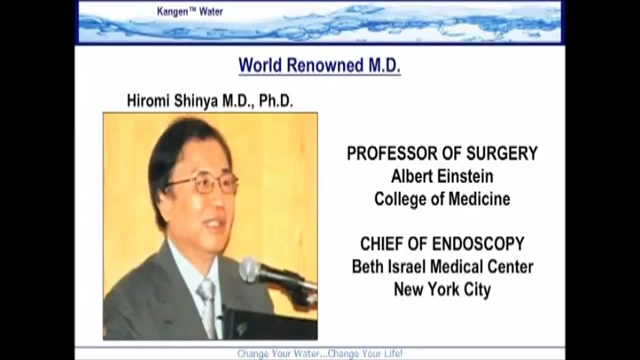 Kangen™ Water
World Renowned M.D.
Hiromi Shinya M.D., Ph.D.
PROFESSOR OF SURGERY
Albert Einstein
College of Medicine
CHIEF OF ENDOSCOPY
Beth Israel Medical Center
New York City
Change Your Water...Change Your Life!